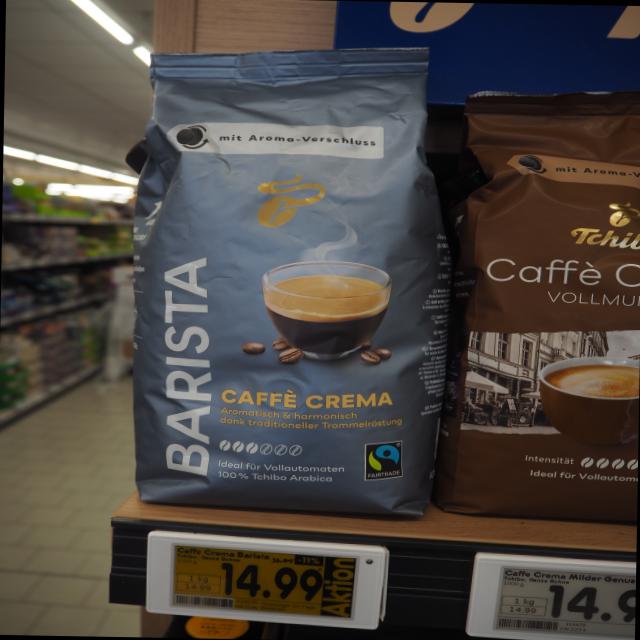 mit Aroma-Verschluss
BARISTA
CAFFÈ CREMA
Aromatisch & harmonisch
dank traditioneller Trommelröstung
Ideal für Vollautomaten
100 % Tchibo Arabica
FAIRTRADE
mit Aroma-V
Tchib
Caffè C
VOLLMU
Intensität
Ideal für Vollautom
Caffe Crema Barista
1 kg
14.99
14.99
Aktion
Caffe Crema Milder Genus
1 kg
14.99
14.9